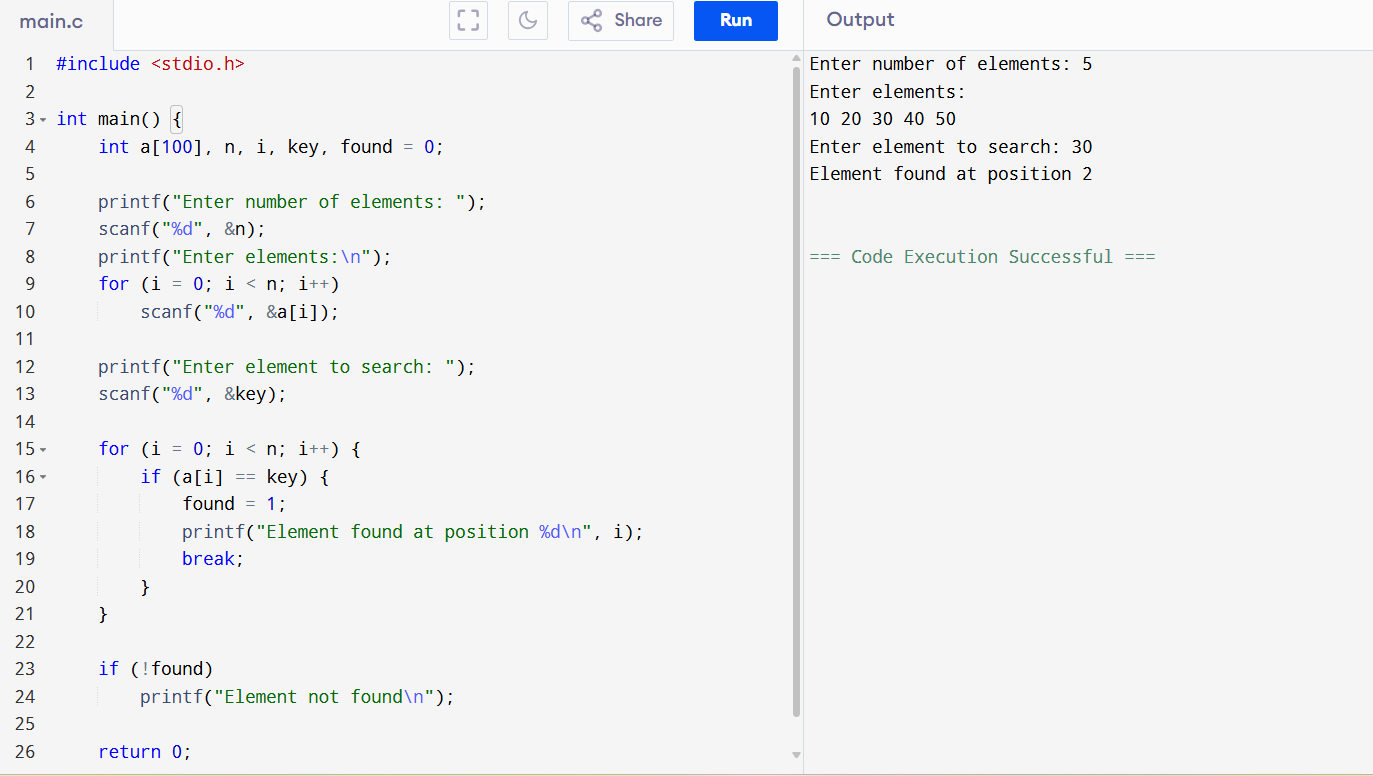 main.c
Share
Run
Output
1 #include <stdio.h>
2
3 int main() {
4     int a[100], n, i, key, found = 0;
5
6     printf("Enter number of elements: ");
7     scanf("%d", &n);
8     printf("Enter elements:\n");
9     for (i = 0; i < n; i++)
10         scanf("%d", &a[i]);
11
12     printf("Enter element to search: ");
13     scanf("%d", &key);
14
15     for (i = 0; i < n; i++) {
16         if (a[i] == key) {
17             found = 1;
18             printf("Element found at position %d\n", i);
19             break;
20         }
21     }
22
23     if (!found)
24         printf("Element not found\n");
25
26     return 0;
Enter number of elements: 5
Enter elements:
10 20 30 40 50
Enter element to search: 30
Element found at position 2
=== Code Execution Successful ===